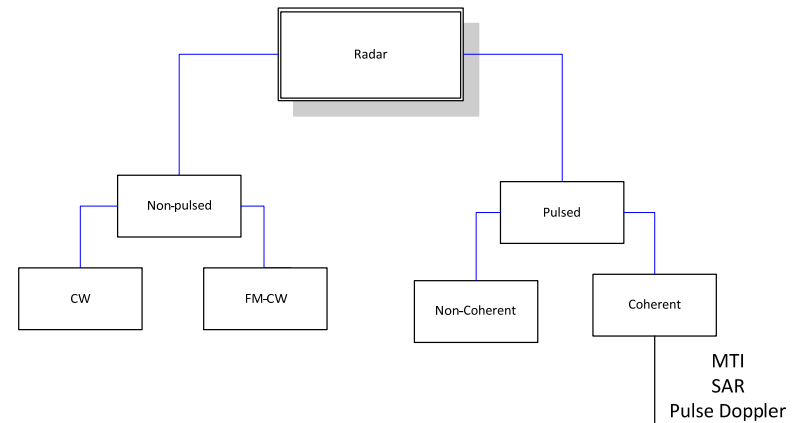 Radar
Non-pulsed
Pulsed
CW
FM-CW
Non-Coherent
Coherent
MTI
SAR
Pulse Doppler